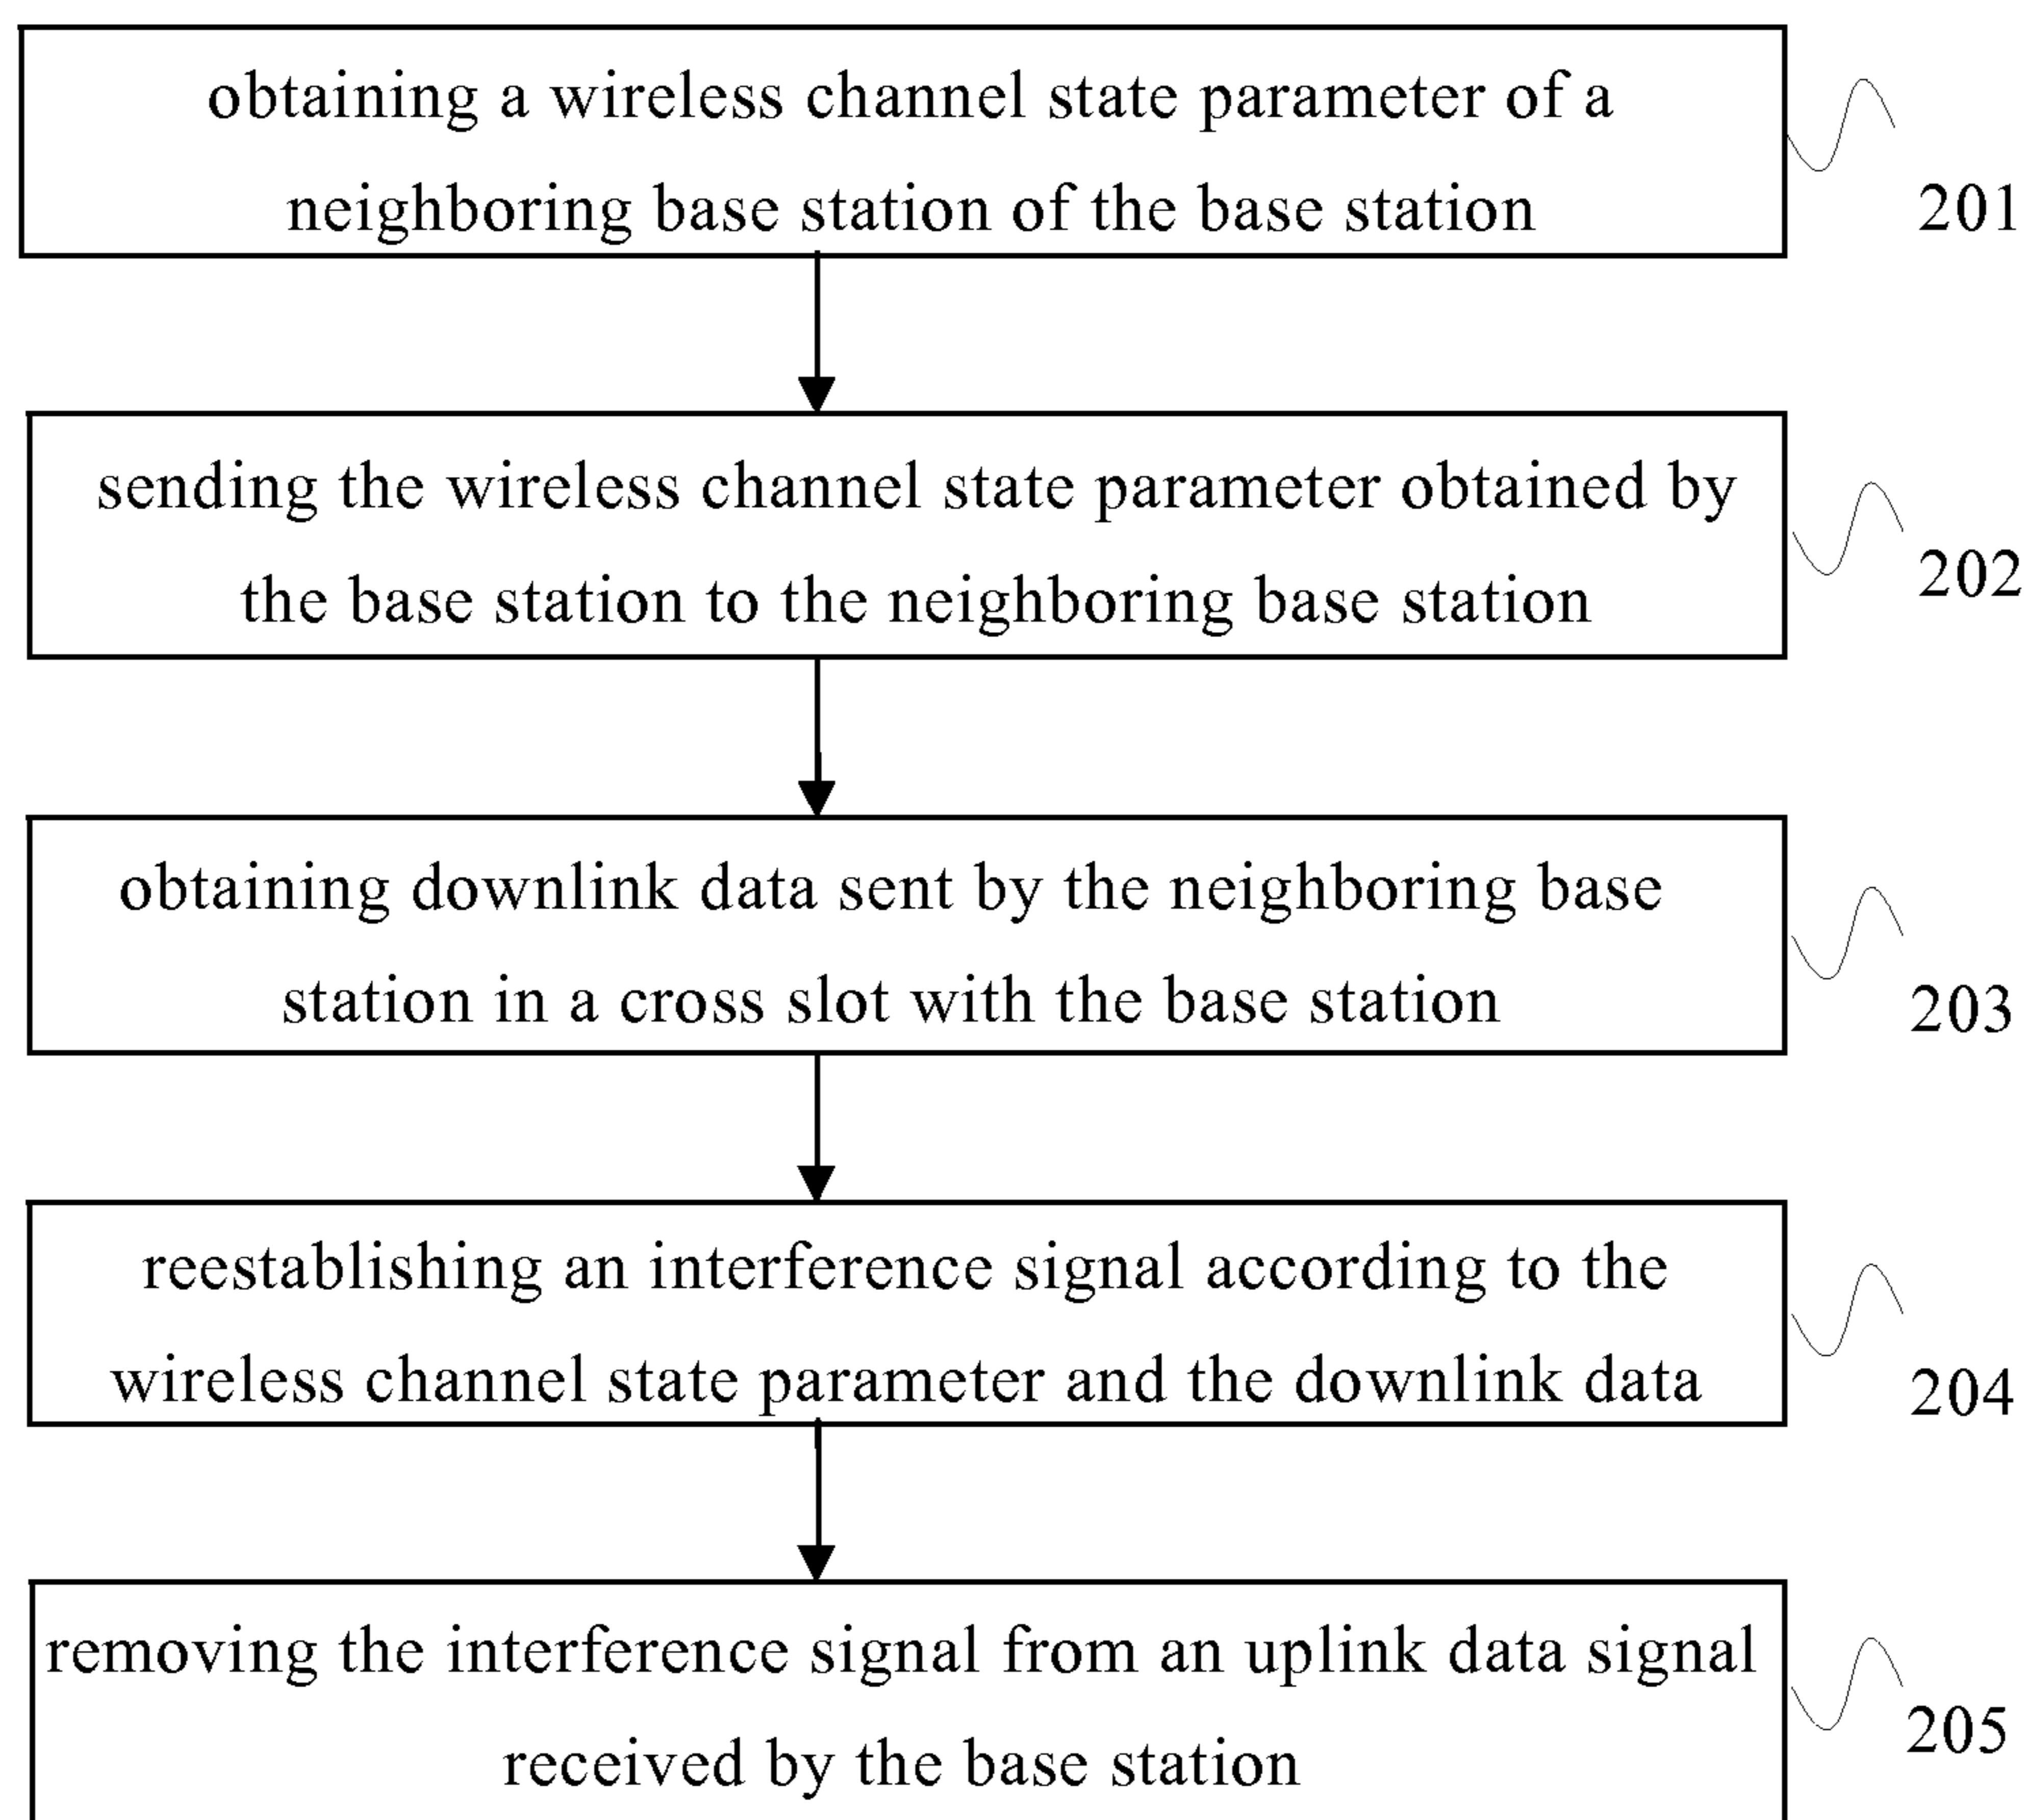 obtaining a wireless channel state parameter of a
neighboring base station of the base station
201
sending the wireless channel state parameter obtained by
the base station to the neighboring base station
202
obtaining downlink data sent by the neighboring base
station in a cross slot with the base station
203
reestablishing an interference signal according to the
wireless channel state parameter and the downlink data
204
removing the interference signal from an uplink data signal
received by the base station
205